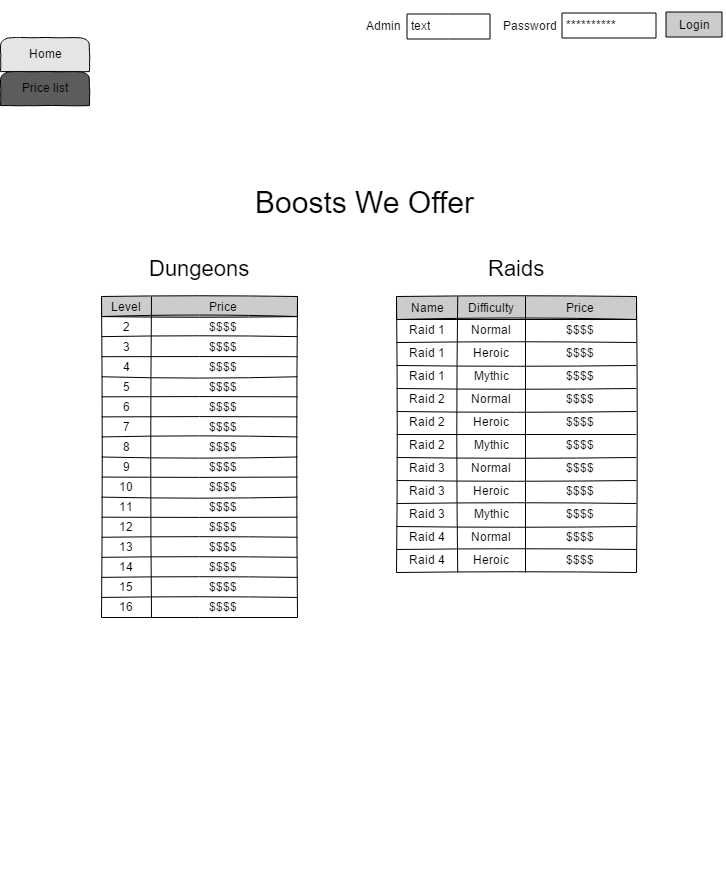 Admin text Password ********** Login
Home
Price list
Boosts We Offer
Dungeons
Level Price
2 $$$$
3 $$$$
4 $$$$
5 $$$$
6 $$$$
7 $$$$
8 $$$$
9 $$$$
10 $$$$
11 $$$$
12 $$$$
13 $$$$
14 $$$$
15 $$$$
16 $$$$
Raids
Name Difficulty Price
Raid 1 Normal $$$$
Raid 1 Heroic $$$$
Raid 1 Mythic $$$$
Raid 2 Normal $$$$
Raid 2 Heroic $$$$
Raid 2 Mythic $$$$
Raid 3 Normal $$$$
Raid 3 Heroic $$$$
Raid 3 Mythic $$$$
Raid 4 Normal $$$$
Raid 4 Heroic $$$$